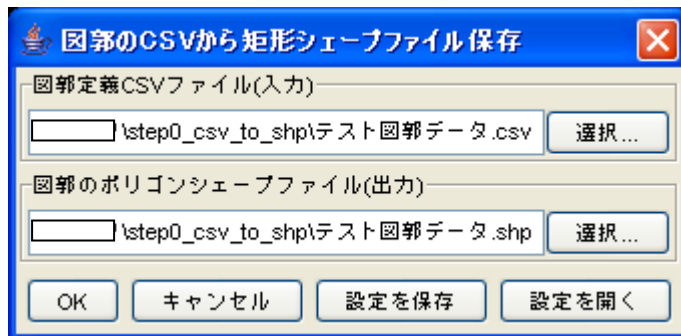 図郭のCSVから矩形シェープファイル保存
図郭定義CSVファイル(入力)
\step0_csv_to_shp\テスト図郭データ.csv 選択...
図郭のポリゴンシェープファイル(出力)
\step0_csv_to_shp\テスト図郭データ.shp 選択...
OK キャンセル 設定を保存 設定を開く